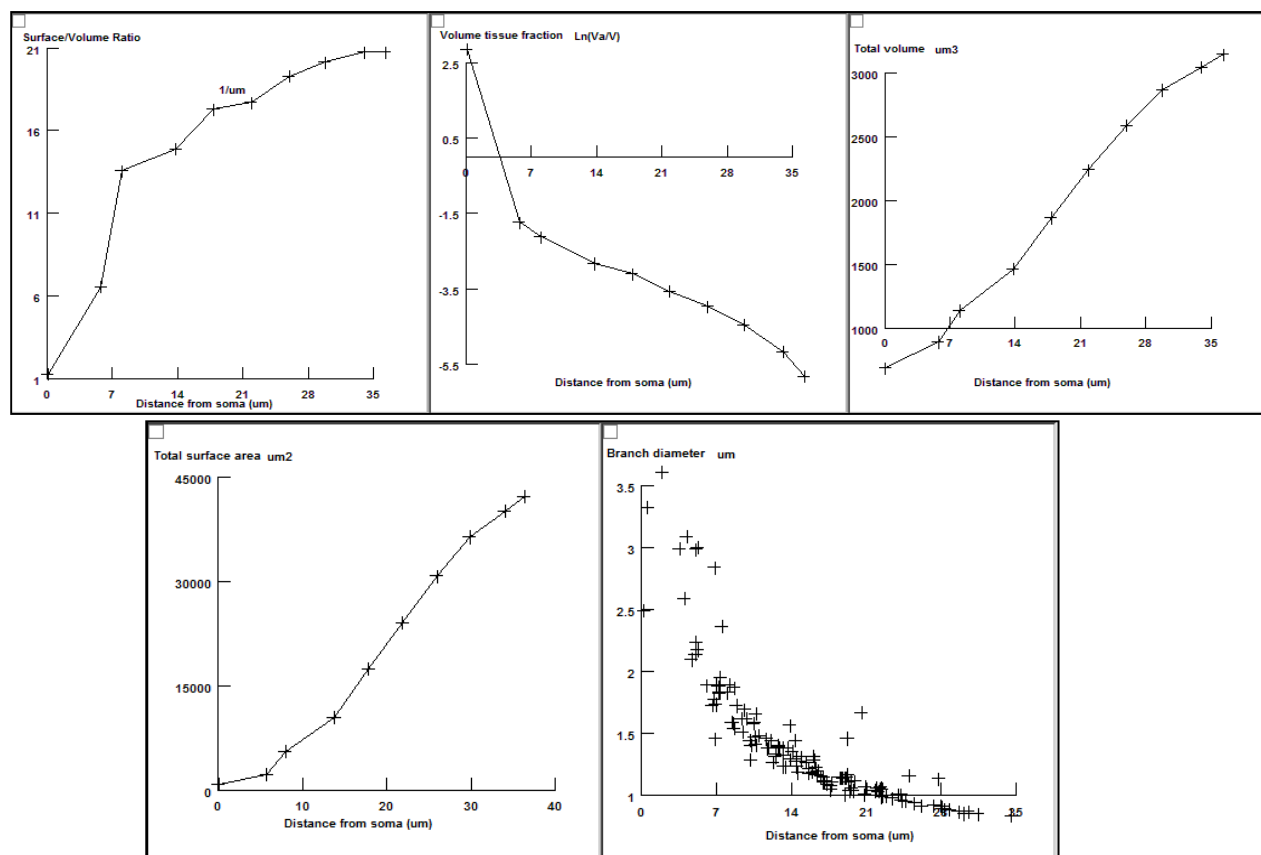 Surface/Volume Ratio
21
1/um
16
11
6
1
0 7 14 21 28 35
Distance from soma (um)
Volume tissue fraction Ln(Va/V)
2.5
0.5
0 7 14 21 28 35
-1.5
-3.5
-5.5
Distance from soma (um)
Total volume um3
3000
2500
2000
1500
1000
0 7 14 21 28 35
Distance from soma (um)
Total surface area um2
45000
30000
15000
0
0 10 20 30 40
Distance from soma (um)
Branch diameter um
3.5
3
2.5
2
1.5
1
0 7 14 21 28 35
Distance from soma (um)